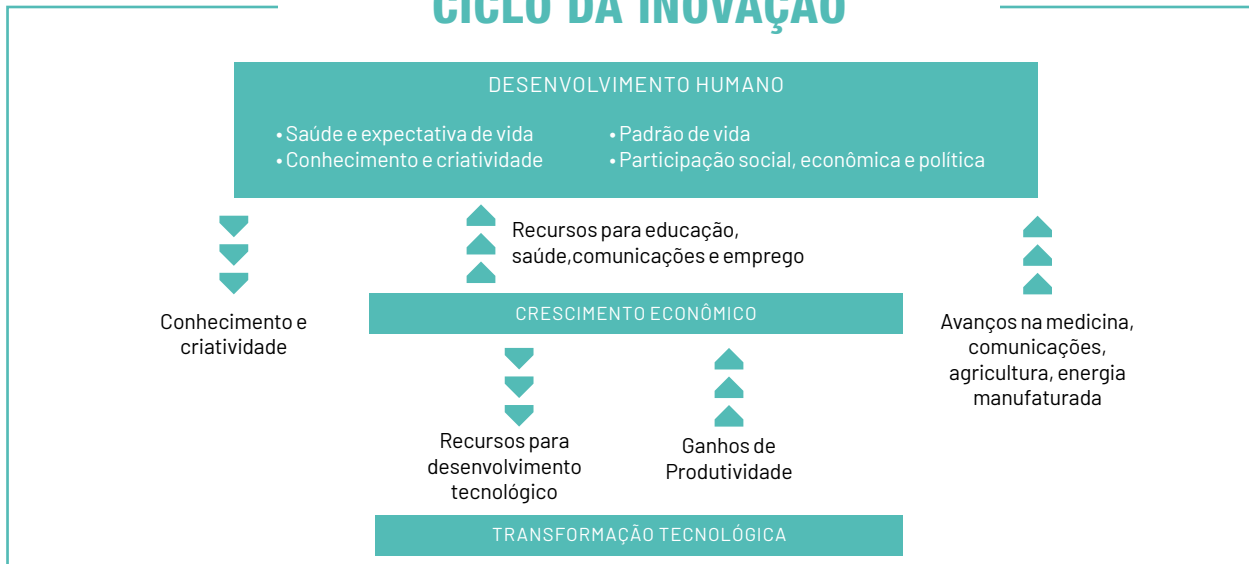 CICLO DA INOVAÇÃO
DESENVOLVIMENTO HUMANO
• Saúde e expectativa de vida
• Conhecimento e criatividade
• Padrão de vida
• Participação social, econômica e política
Recursos para educação,
saúde,comunicações e emprego
Conhecimento e
criatividade
CRESCIMENTO ECONÔMICO
Avanços na medicina,
comunicações,
agricultura, energia
manufaturada
Recursos para
desenvolvimento
tecnológico
Ganhos de
Produtividade
TRANSFORMAÇÃO TECNOLÓGICA